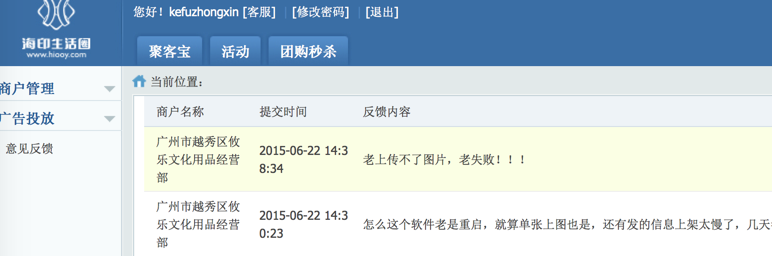 您好！kefuzhongxin [客服] | [修改密码] | [退出]
海印生活圈
www.hiaoy.com
聚客宝 活动 团购秒杀
商户管理
当前位置：
广告投放
意见反馈
商户名称 提交时间 反馈内容
广州市越秀区攸
乐文化用品经营
部
2015-06-22 14:3
8:34
老上传不了图片，老失败！！！
广州市越秀区攸
乐文化用品经营
部
2015-06-22 14:3
0:23
怎么这个软件老是重启，就算单张上图也是，还有发的信息上架太慢了，几天